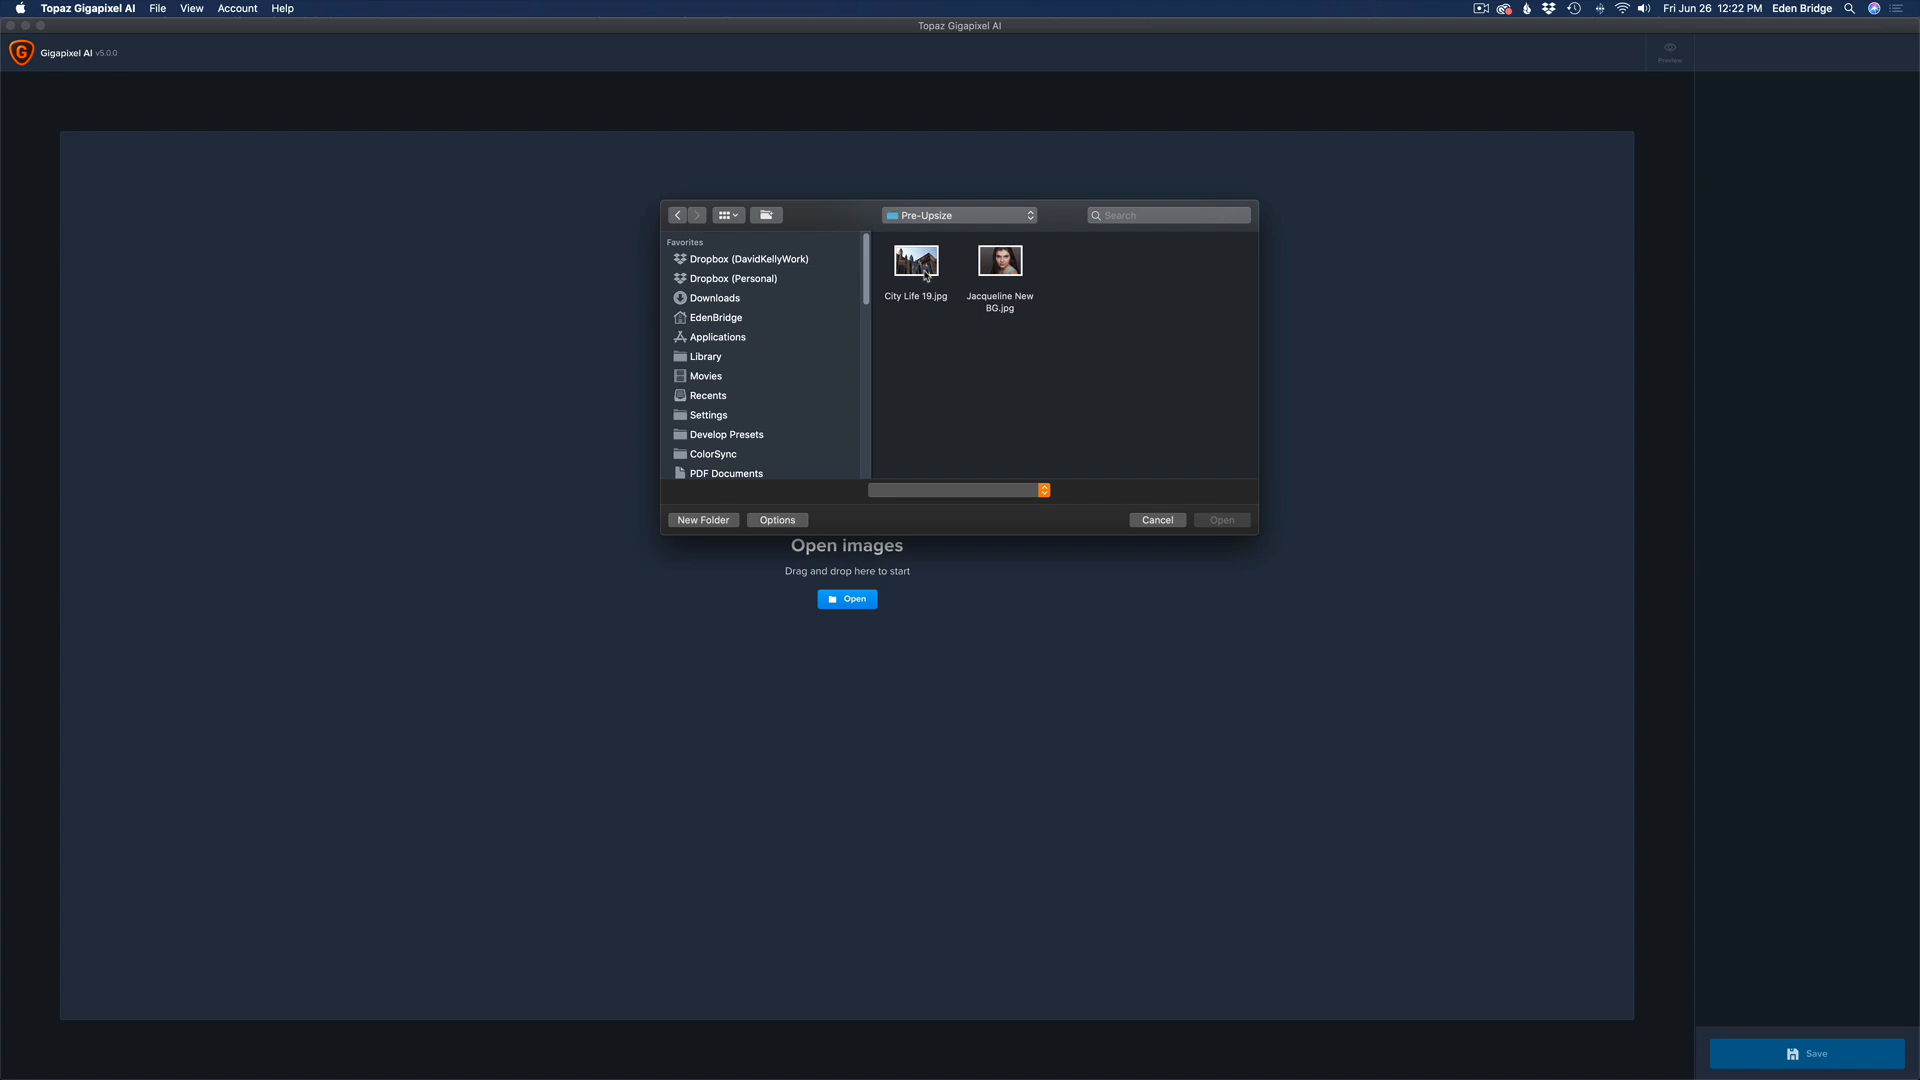 Topaz Gigapixel AI File View Account Help Fri Jun 26 12:22 PM Eden Bridge
Topaz Gigapixel AI
Gigapixel AI v5.0.0
Preview
Pre-Upsize
Search
Favorites
Dropbox (DavidKellyWork)
Dropbox (Personal)
Downloads
EdenBridge
Applications
Library
Movies
Recents
Settings
Develop Presets
ColorSync
PDF Documents
City Life 19.jpg
Jacqueline New
BG.jpg
New Folder Options Cancel Open
Open images
Drag and drop here to start
Open
Save